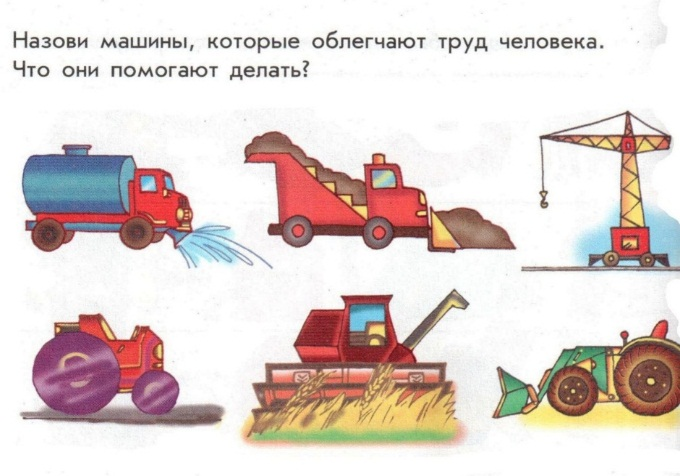 Назови машины, которые облегчают труд человека.
Что они помогают делать?